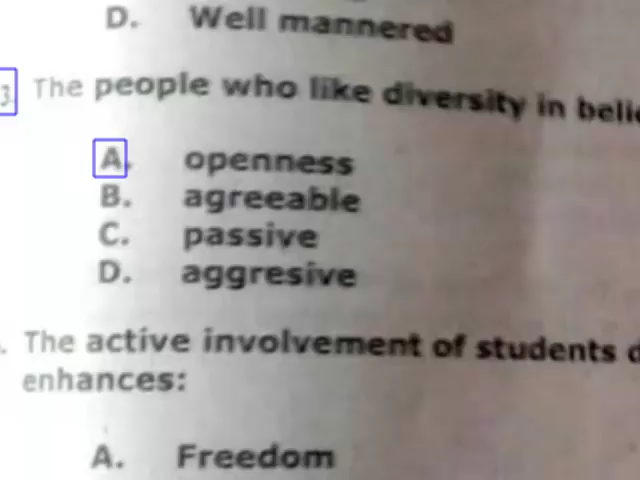 D. Well mannered
3. The people who like diversity in
A. openness
B. agreeable
C. passive
D. aggresive
. The active involvement of students
enhances:
A. Freedom